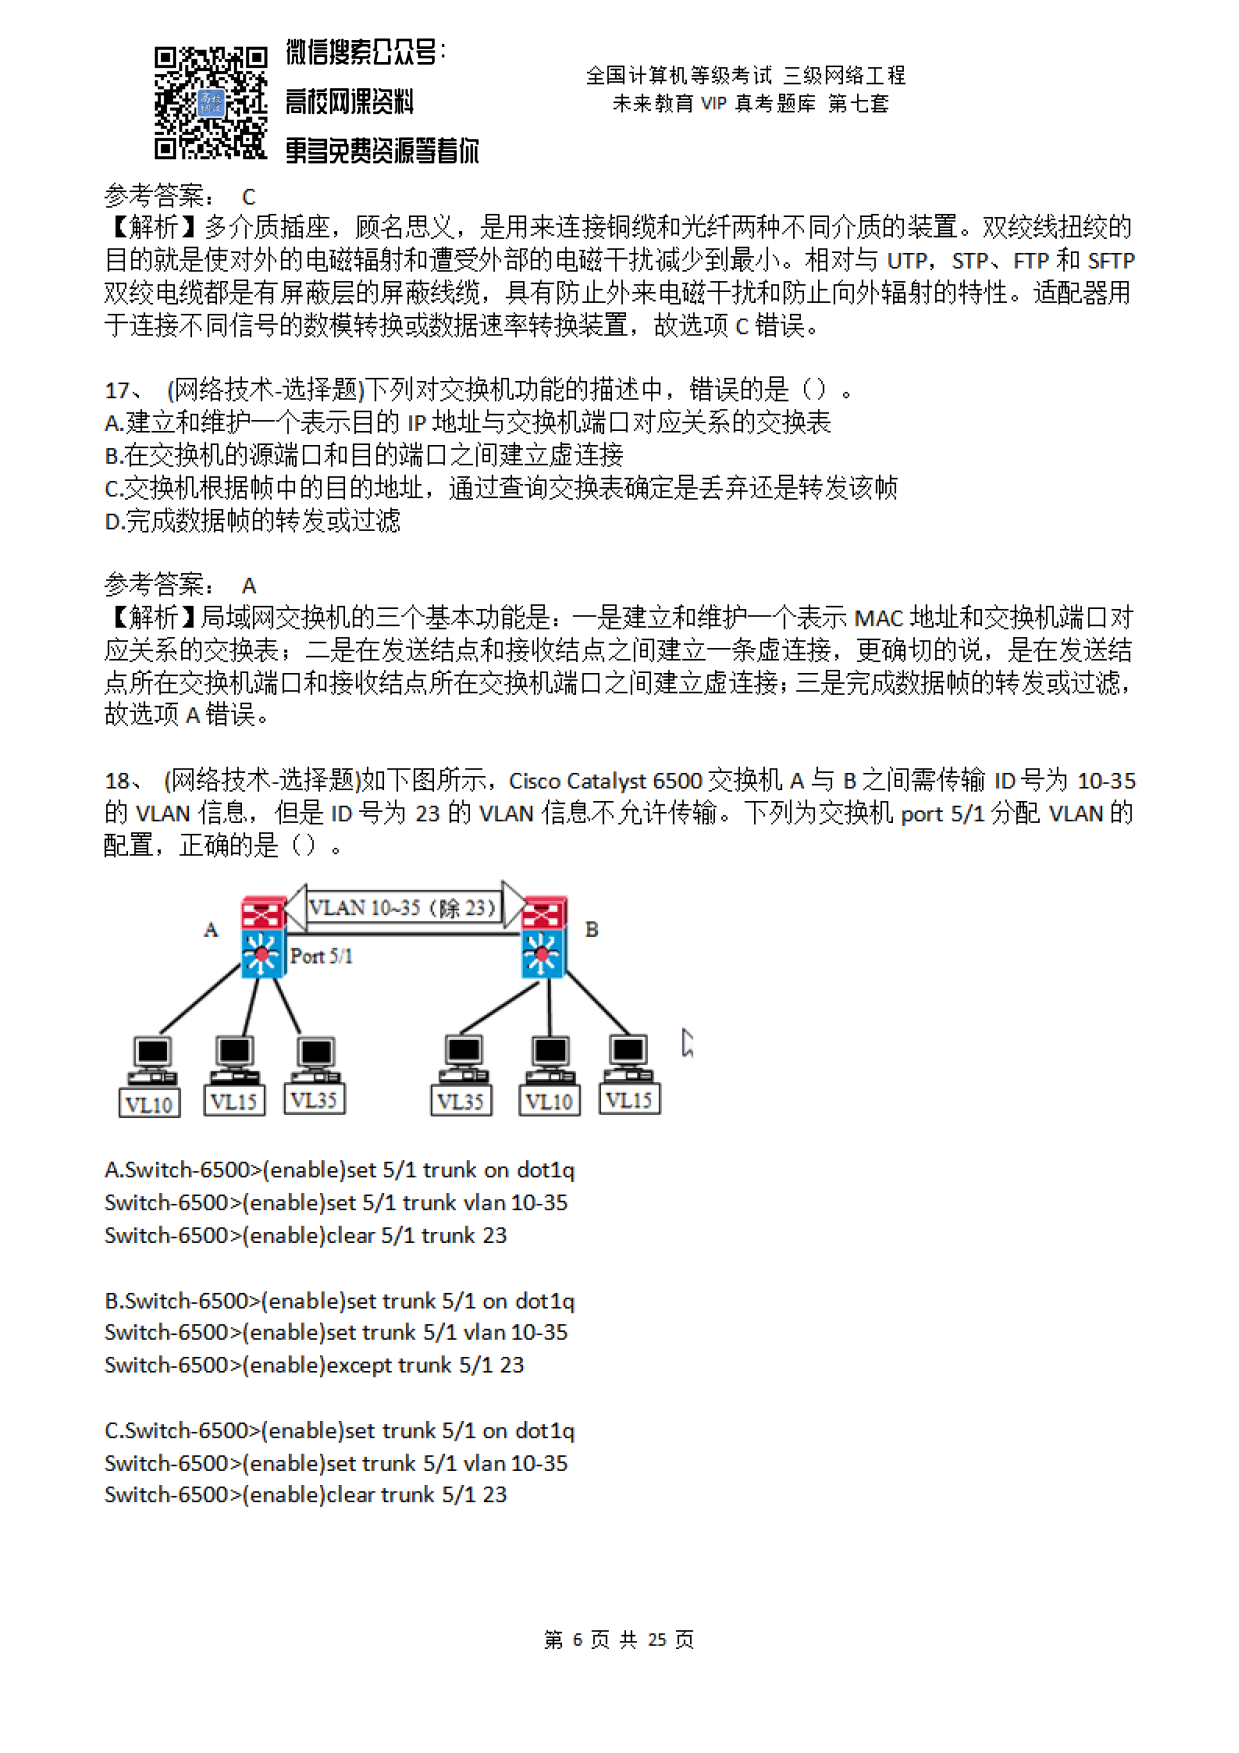 微信搜索公众号：
高校网课资料
更多免费资源等着你
全国计算机等级考试 三级网络工程
未来教育 VIP 真考题库 第七套
参考答案： C
【解析】多介质插座，顾名思义，是用来连接铜缆和光纤两种不同介质的装置。双绞线扭绞的
目的就是使对外的电磁辐射和遭受外部的电磁干扰减少到最小。相对与 UTP，STP、FTP 和 SFTP
双绞电缆都是有屏蔽层的屏蔽线缆，具有防止外来电磁干扰和防止向外辐射的特性。适配器用
于连接不同信号的数模转换或数据速率转换装置，故选项 C 错误。
17、 (网络技术-选择题)下列对交换机功能的描述中，错误的是（）。
A.建立和维护一个表示目的 IP 地址与交换机端口对应关系的交换表
B.在交换机的源端口和目的端口之间建立虚连接
C.交换机根据帧中的目的地址，通过查询交换表确定是丢弃还是转发该帧
D.完成数据帧的转发或过滤
参考答案： A
【解析】局域网交换机的三个基本功能是：一是建立和维护一个表示 MAC 地址和交换机端口对
应关系的交换表；二是在发送结点和接收结点之间建立一条虚连接，更确切的说，是在发送结
点所在交换机端口和接收结点所在交换机端口之间建立虚连接；三是完成数据帧的转发或过滤，
故选项 A 错误。
18、 (网络技术-选择题)如下图所示，Cisco Catalyst 6500 交换机 A 与 B 之间需传输 ID 号为 10-35
的 VLAN 信息，但是 ID 号为 23 的 VLAN 信息不允许传输。下列为交换机 port 5/1 分配 VLAN 的
配置，正确的是（）。
VLAN 10~35（除 23）
A
B
Port 5/1
VL10
VL15
VL35
VL35
VL10
VL15
A.Switch-6500>(enable)set 5/1 trunk on dot1q
Switch-6500>(enable)set 5/1 trunk vlan 10-35
Switch-6500>(enable)clear 5/1 trunk 23
B.Switch-6500>(enable)set trunk 5/1 on dot1q
Switch-6500>(enable)set trunk 5/1 vlan 10-35
Switch-6500>(enable)except trunk 5/1 23
C.Switch-6500>(enable)set trunk 5/1 on dot1q
Switch-6500>(enable)set trunk 5/1 vlan 10-35
Switch-6500>(enable)clear trunk 5/1 23
第 6 页 共 25 页